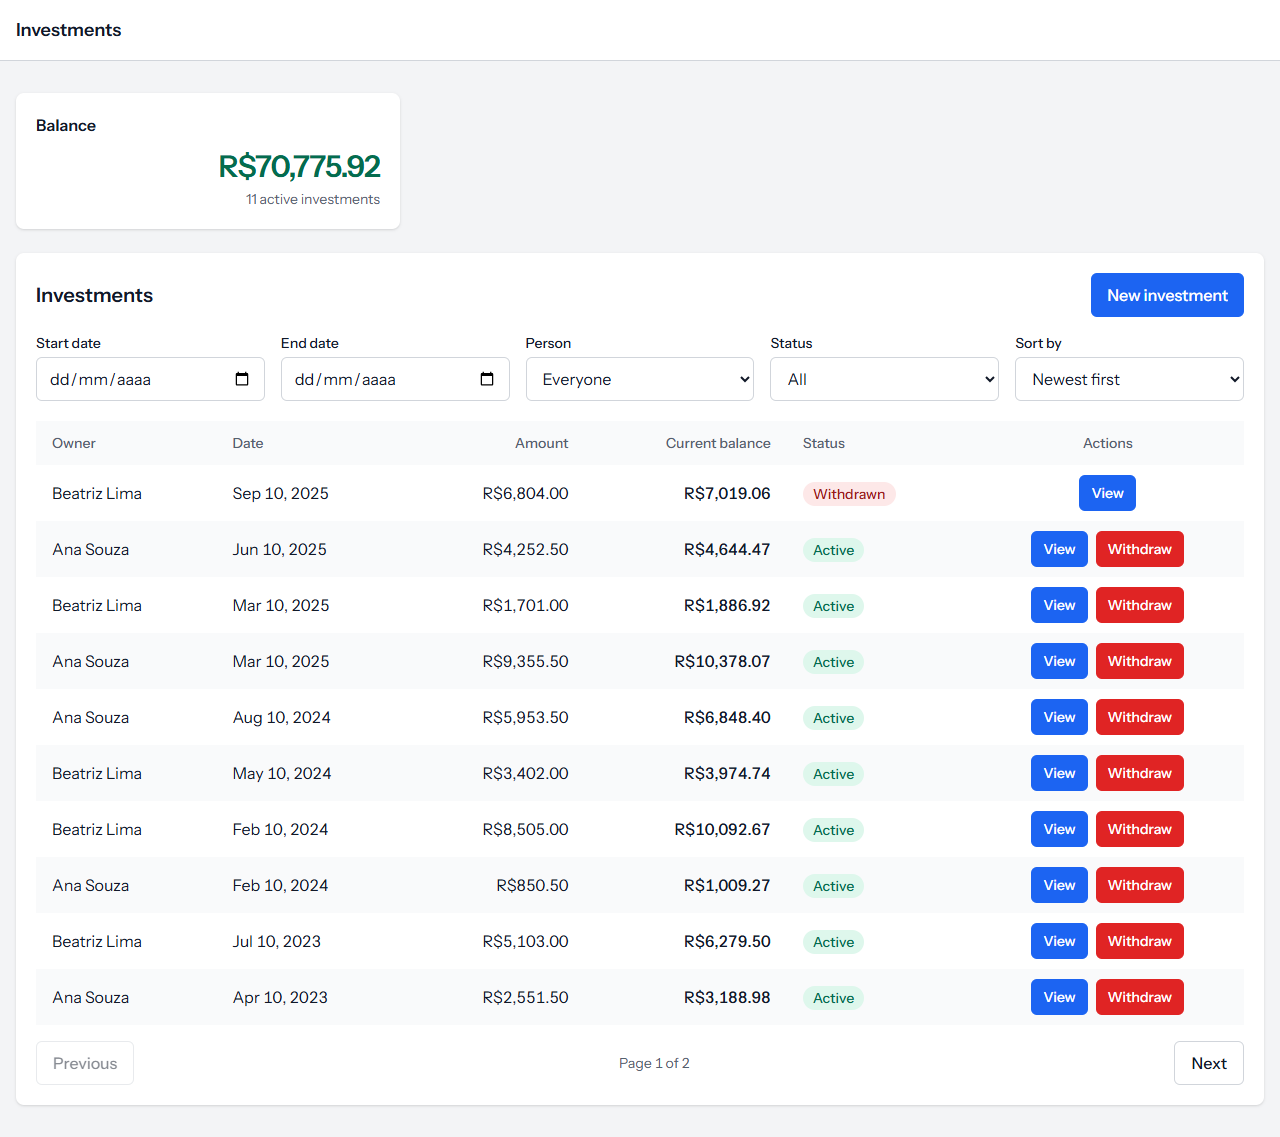 Investments
Balance
R$70,775.92
11 active investments
Investments
New investment
Start date End date Person Status Sort by
dd/mm/aaaa dd/mm/aaaa Everyone All Newest first
Owner Date Amount Current balance Status Actions
Beatriz Lima Sep 10, 2025 R$6,804.00 R$7,019.06 Withdrawn View
Ana Souza Jun 10, 2025 R$4,252.50 R$4,644.47 Active View Withdraw
Beatriz Lima Mar 10, 2025 R$1,701.00 R$1,886.92 Active View Withdraw
Ana Souza Mar 10, 2025 R$9,355.50 R$10,378.07 Active View Withdraw
Ana Souza Aug 10, 2024 R$5,953.50 R$6,848.40 Active View Withdraw
Beatriz Lima May 10, 2024 R$3,402.00 R$3,974.74 Active View Withdraw
Beatriz Lima Feb 10, 2024 R$8,505.00 R$10,092.67 Active View Withdraw
Ana Souza Feb 10, 2024 R$850.50 R$1,009.27 Active View Withdraw
Beatriz Lima Jul 10, 2023 R$5,103.00 R$6,279.50 Active View Withdraw
Ana Souza Apr 10, 2023 R$2,551.50 R$3,188.98 Active View Withdraw
Previous Page 1 of 2 Next